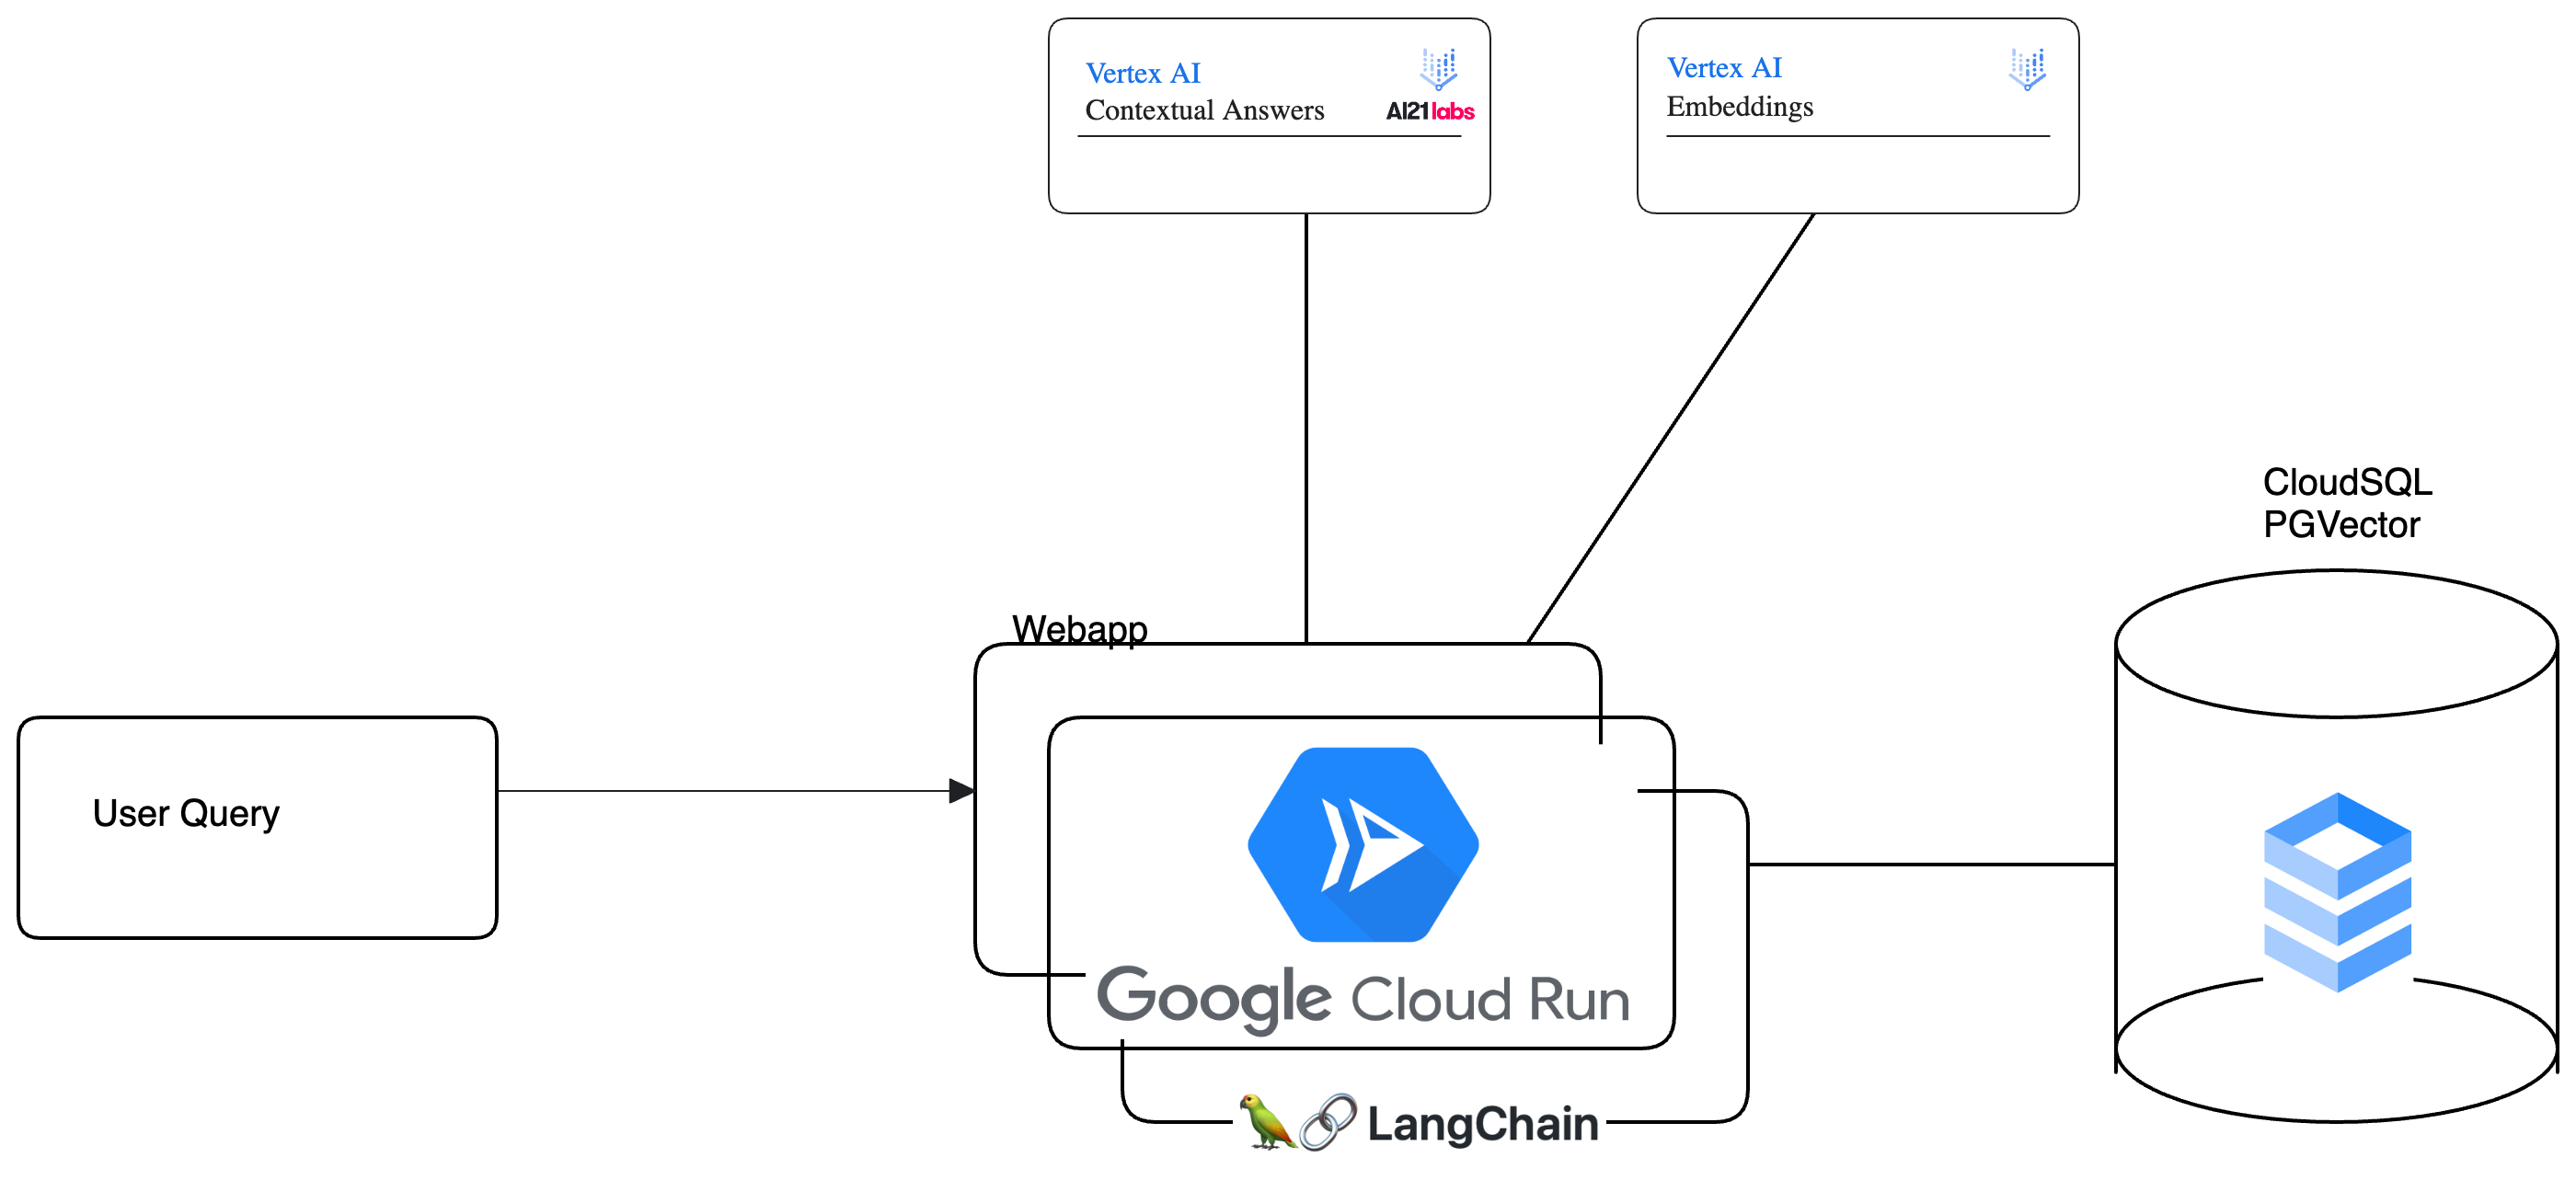 Vertex AI
Contextual Answers
AI21labs
Vertex AI
Embeddings
CloudSQL
PGVector
Webapp
User Query
Google Cloud Run
LangChain